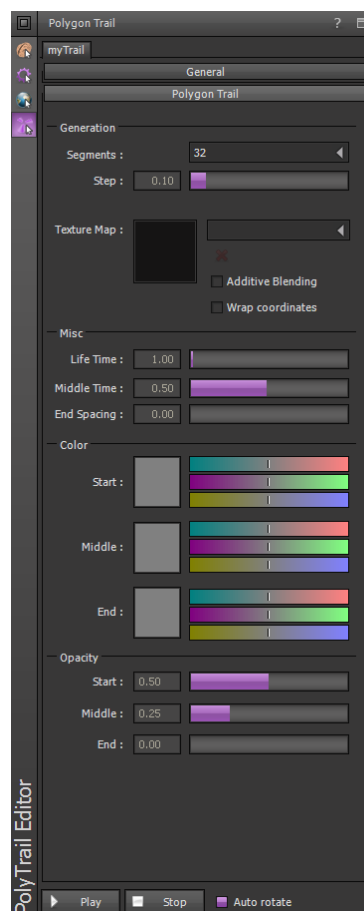 Polygon Trail ?
myTrail
General
Polygon Trail
Generation
Segments : 32
Step : 0.10
Texture Map :
Additive Blending
Wrap coordinates
Misc
Life Time : 1.00
Middle Time : 0.50
End Spacing : 0.00
Color
Start :
Middle :
End :
Opacity
Start : 0.50
Middle : 0.25
End : 0.00
PolyTrail Editor
Play Stop Auto rotate